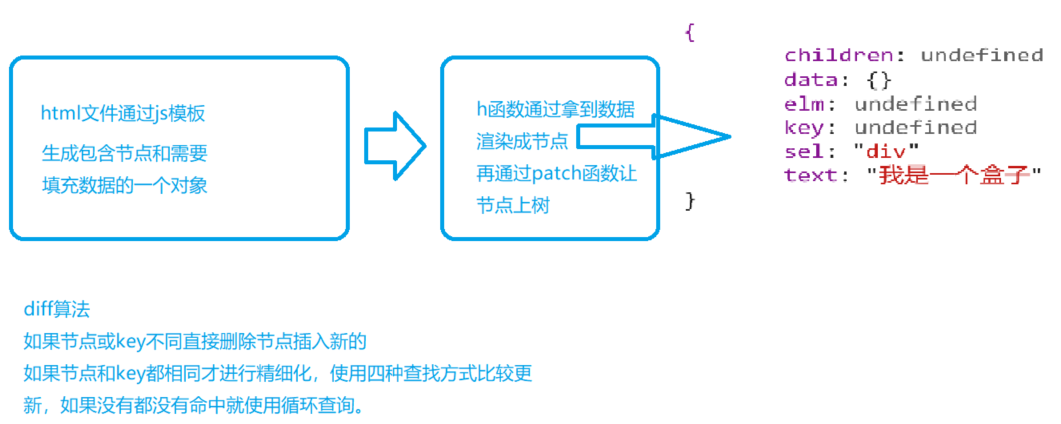 html文件通过js模板
生成包含节点和需要
填充数据的一个对象
h函数通过拿到数据
渲染成节点
再通过patch函数让
节点上树
{
children: undefined
data: {}
elm: undefined
key: undefined
sel: "div"
text: "我是一个盒子"
}
diff算法
如果节点或key不同直接删除节点插入新的
如果节点和key都相同才进行精细化，使用四种查找方式比较更
新，如果没有都没有命中就使用循环查询。